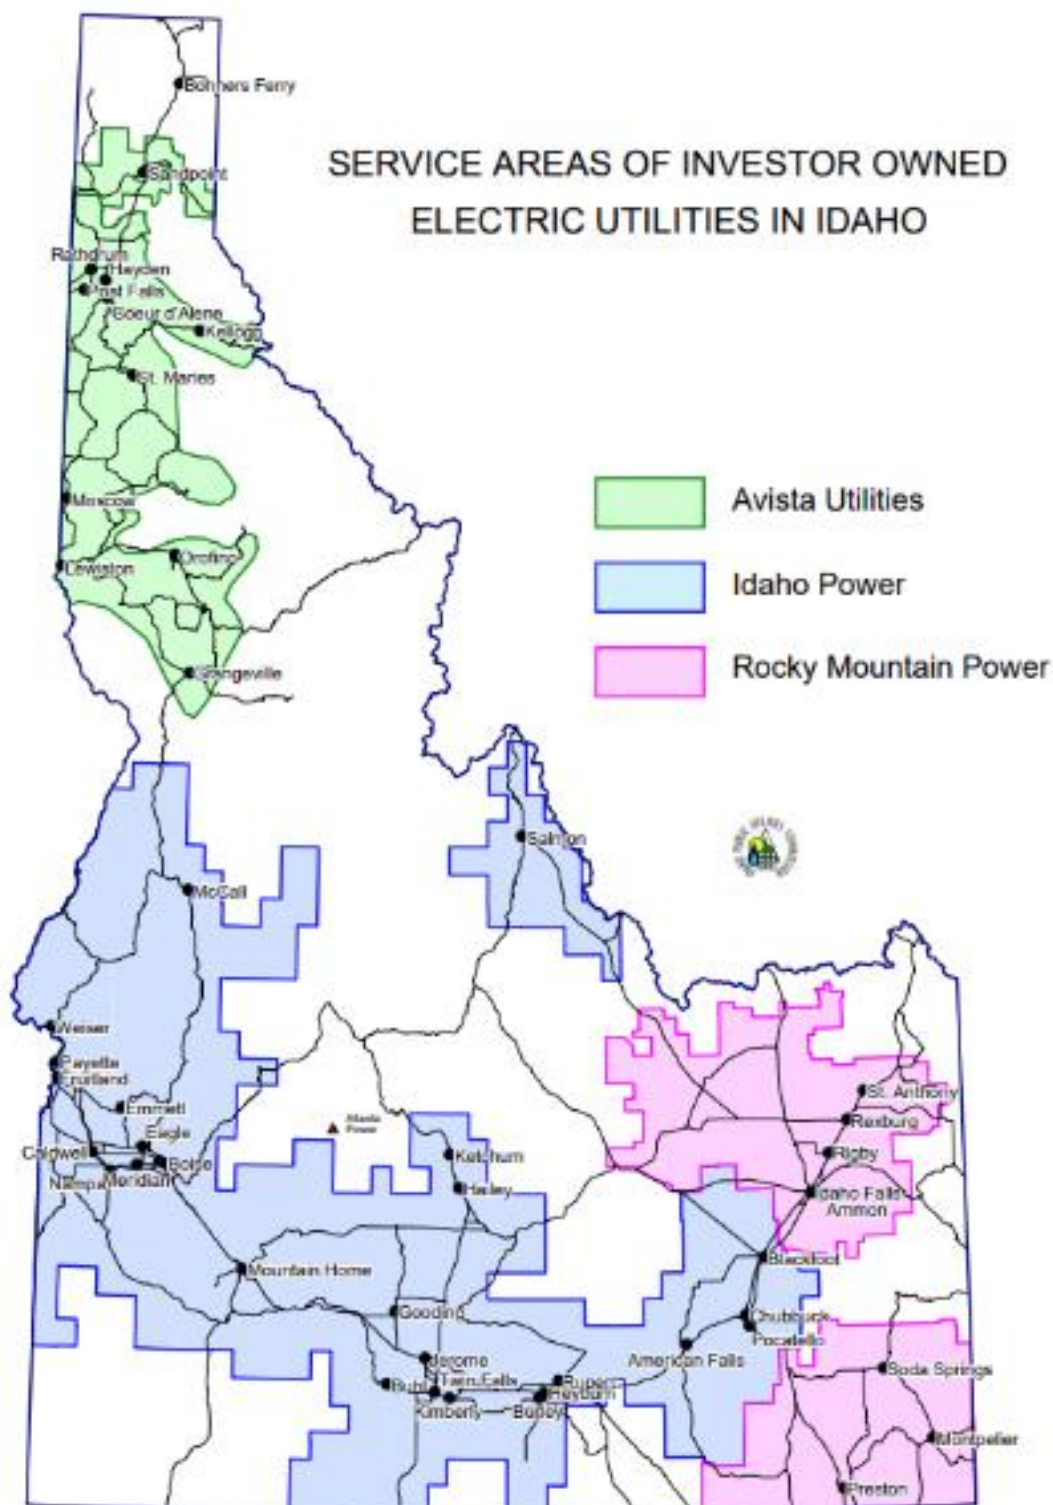 Bonners Ferry
SERVICE AREAS OF INVESTOR OWNED
ELECTRIC UTILITIES IN IDAHO
Sandpoint
Rathdrum
Hayden
Post Falls
Coeur d'Alene
Kellogg
St. Maries
Moscow
Avista Utilities
Orofino
Lewiston
Idaho Power
Rocky Mountain Power
Grangeville
Salmon
McCall
Weiser
Payette
Fruitland
St. Anthony
Emmett
Rexburg
Atlanta
Power
Eagle
Caldwell
Ketchum
Rigby
Boise
Meridian
Nampa
Hailey
Idaho Falls
Ammon
Blackfoot
Mountain Home
Gooding
Chubbuck
Pocatello
American Falls
Jerome
Soda Springs
Twin Falls
Buhl
Rupert
Heyburn
Kimberly
Burley
Montpelier
Preston